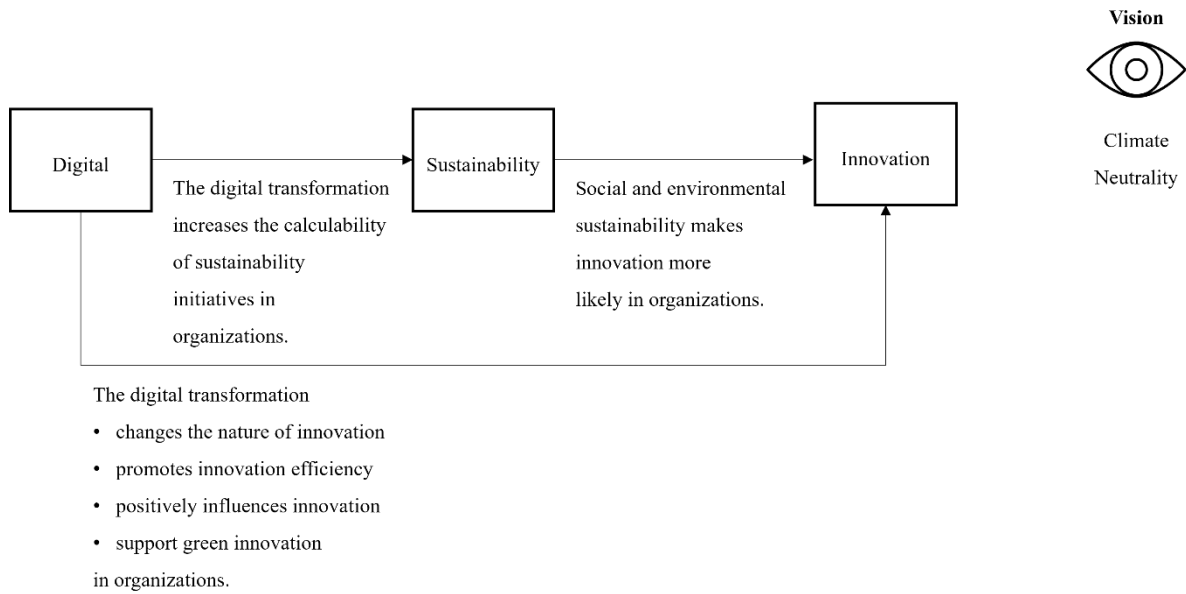 Vision
Climate
Neutrality
Digital
Sustainability
Innovation
The digital transformation
increases the calculability
of sustainability
initiatives in
organizations.
Social and environmental
sustainability makes
innovation more
likely in organizations.
The digital transformation
• changes the nature of innovation
• promotes innovation efficiency
• positively influences innovation
• support green innovation
in organizations.